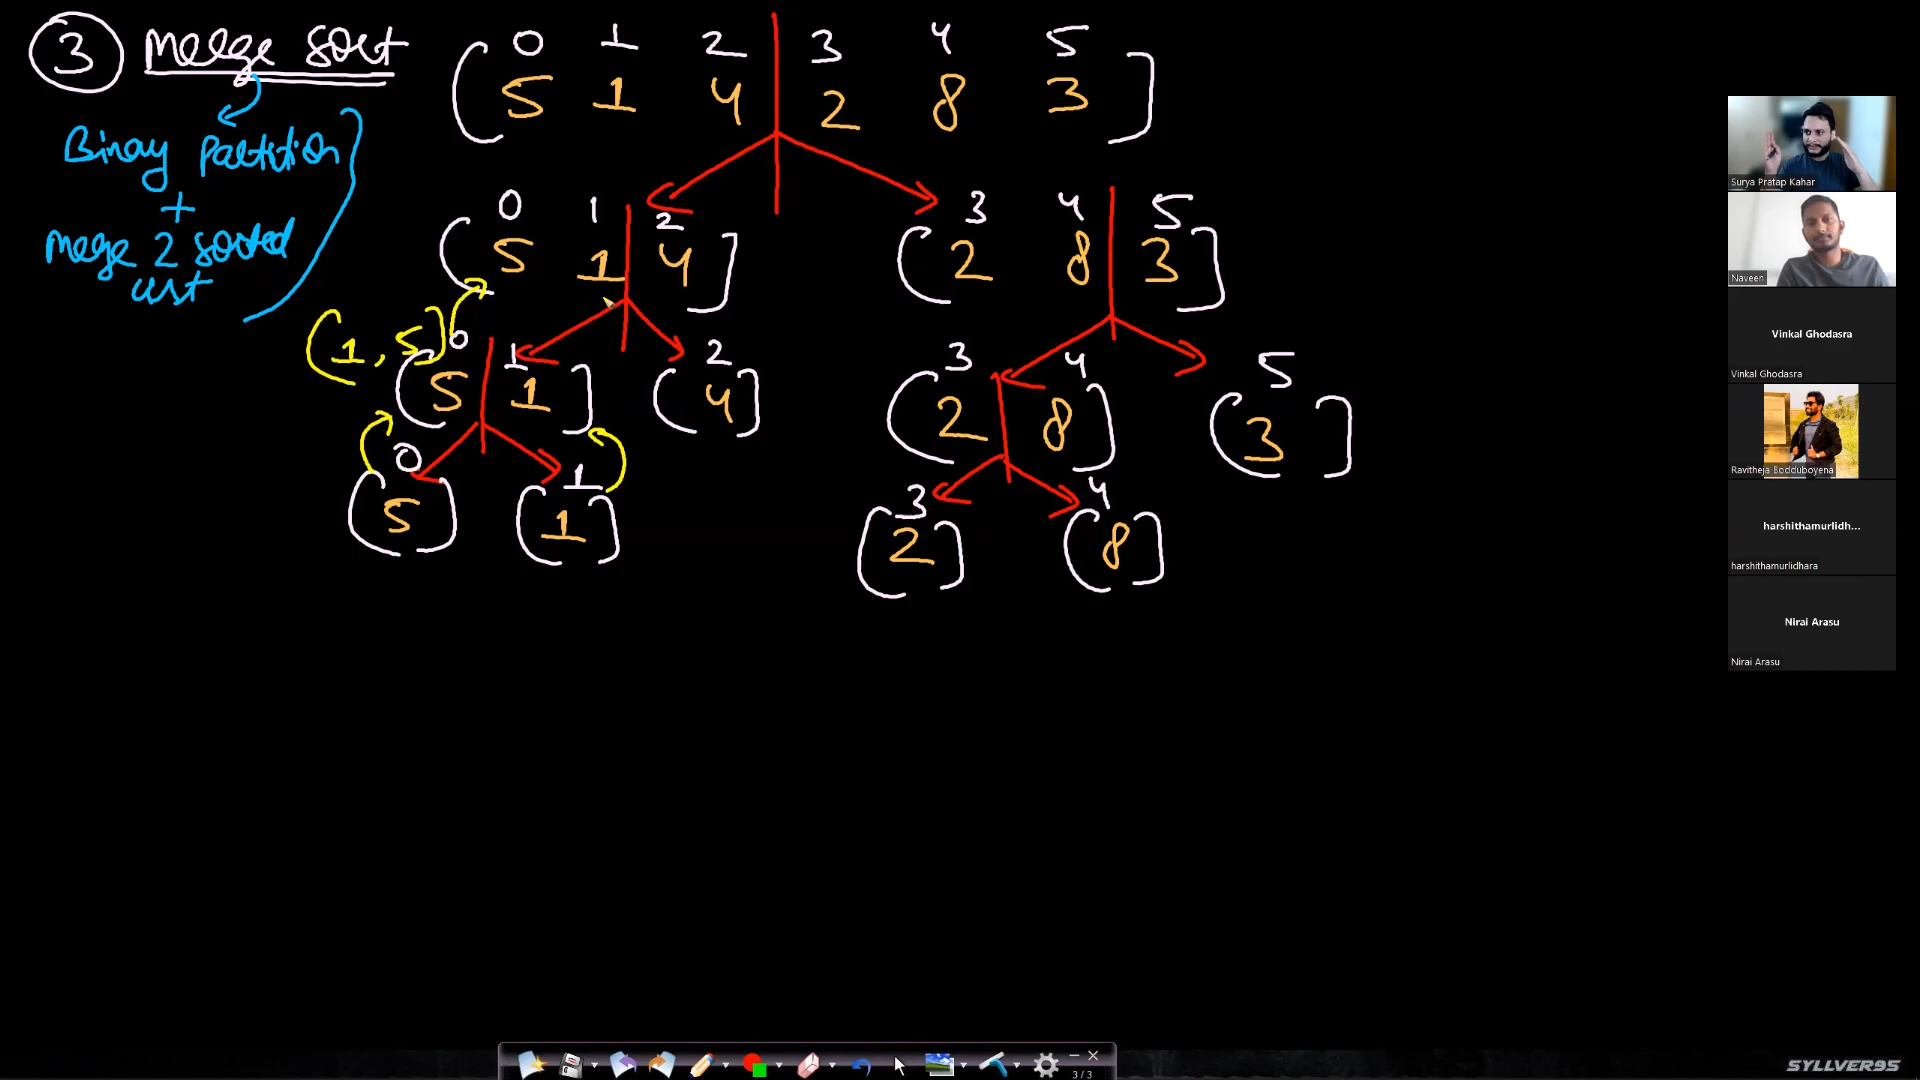 3 Merge Sort
0 1 2 3 4 5
[5 1 4 2 8 3]
Binay Partition
+
Merge 2 sorted
list
0 1 2
[5 1 4]
3 4 5
[2 8 3]
(1, 5]
0 1
[5 1]
2
[4]
3 4
[2 8]
5
[3]
0
[5]
1
[1]
3
[2]
4
[8]
Surya Pratap Kahar
Naveen
Vinkal Ghodasra
Vinkal Ghodasra
Ravitheja Bodduboyena
harshithamurlidh...
harshithamurlidhara
Nirai Arasu
Nirai Arasu
3 / 3
SYLLVER95